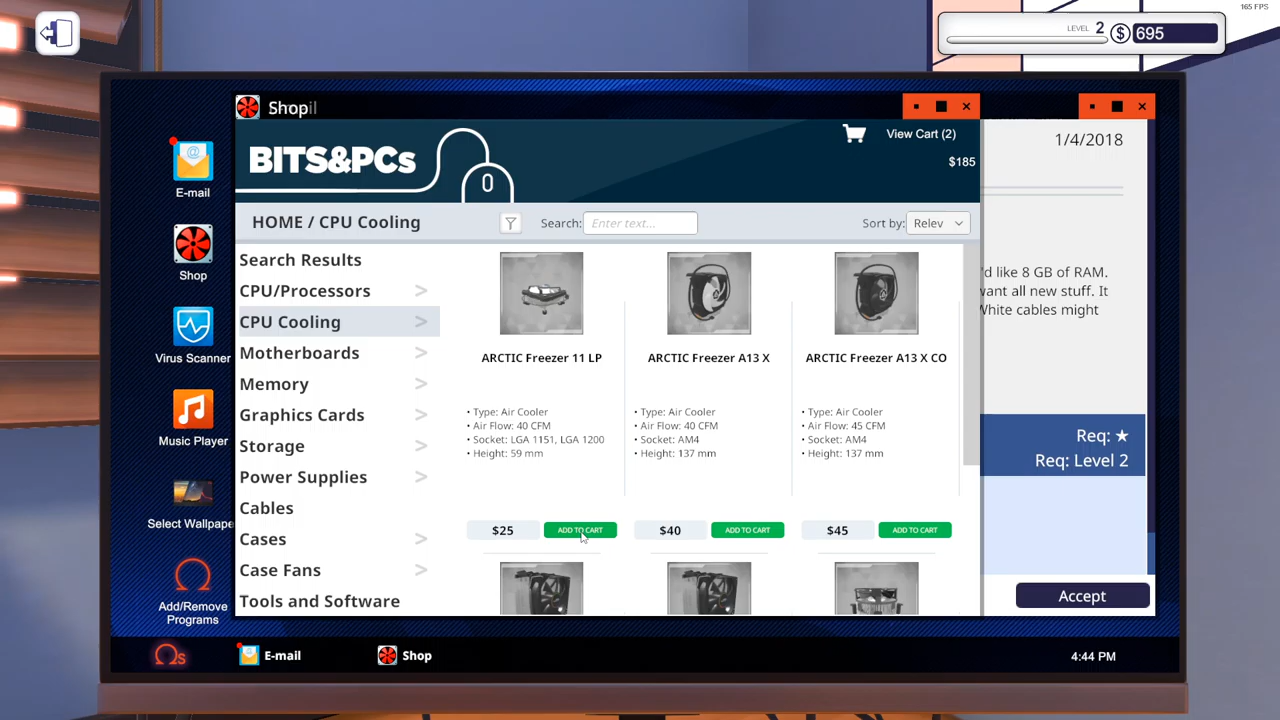 165 FPS
LEVEL 2 $ 695
Shopil
BITS&PCs
View Cart (2)
$185
1/4/2018
HOME / CPU Cooling
Search: Enter text...
Sort by: Relev
Search Results
CPU/Processors >
CPU Cooling >
Motherboards >
Memory >
Graphics Cards >
Storage >
Power Supplies >
Cables
Cases >
Case Fans >
Tools and Software
ARCTIC Freezer 11 LP
• Type: Air Cooler
• Air Flow: 40 CFM
• Socket: LGA 1151, LGA 1200
• Height: 59 mm
$25 ADD TO CART
ARCTIC Freezer A13 X
• Type: Air Cooler
• Air Flow: 40 CFM
• Socket: AM4
• Height: 137 mm
$40 ADD TO CART
ARCTIC Freezer A13 X CO
• Type: Air Cooler
• Air Flow: 45 CFM
• Socket: AM4
• Height: 137 mm
$45 ADD TO CART
'd like 8 GB of RAM.
want all new stuff. It
White cables might
Req: ★
Req: Level 2
Accept
E-mail
Shop
Virus Scanner
Music Player
Select Wallpape
Add/Remove
Programs
Ωs
E-mail
Shop
4:44 PM